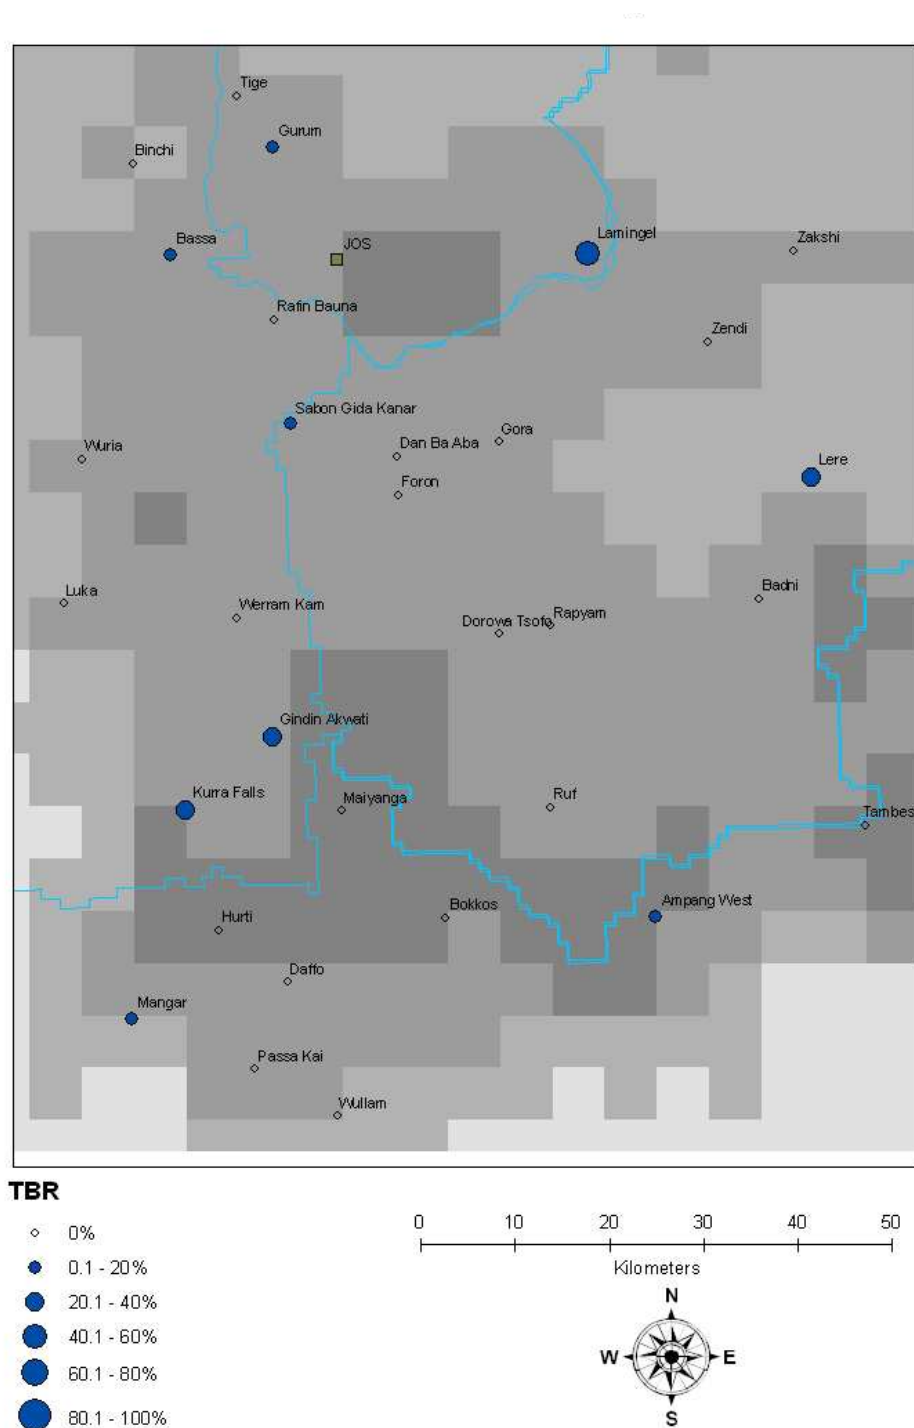 Tige
Gurum
Binchi
Bassa
JOS
Lamingel
Zakshi
Rafin Bauna
Zendi
Sabon Gida Kanar
Gora
Dan Ba Aba
Wuria
Lere
Foron
Badni
Luka
Werram Kam
Rapyam
Dorowa Tsofo
Gindin Akwati
Kurra Falls
Maiyanga
Ruf
Tambes
Ampang West
Bokkos
Hurti
Daffo
Mangar
Passa Kai
Wullam
TBR
0%
0.1 - 20%
20.1 - 40%
40.1 - 60%
60.1 - 80%
80.1 - 100%
0 10 20 30 40 50
Kilometers
N
W E
S